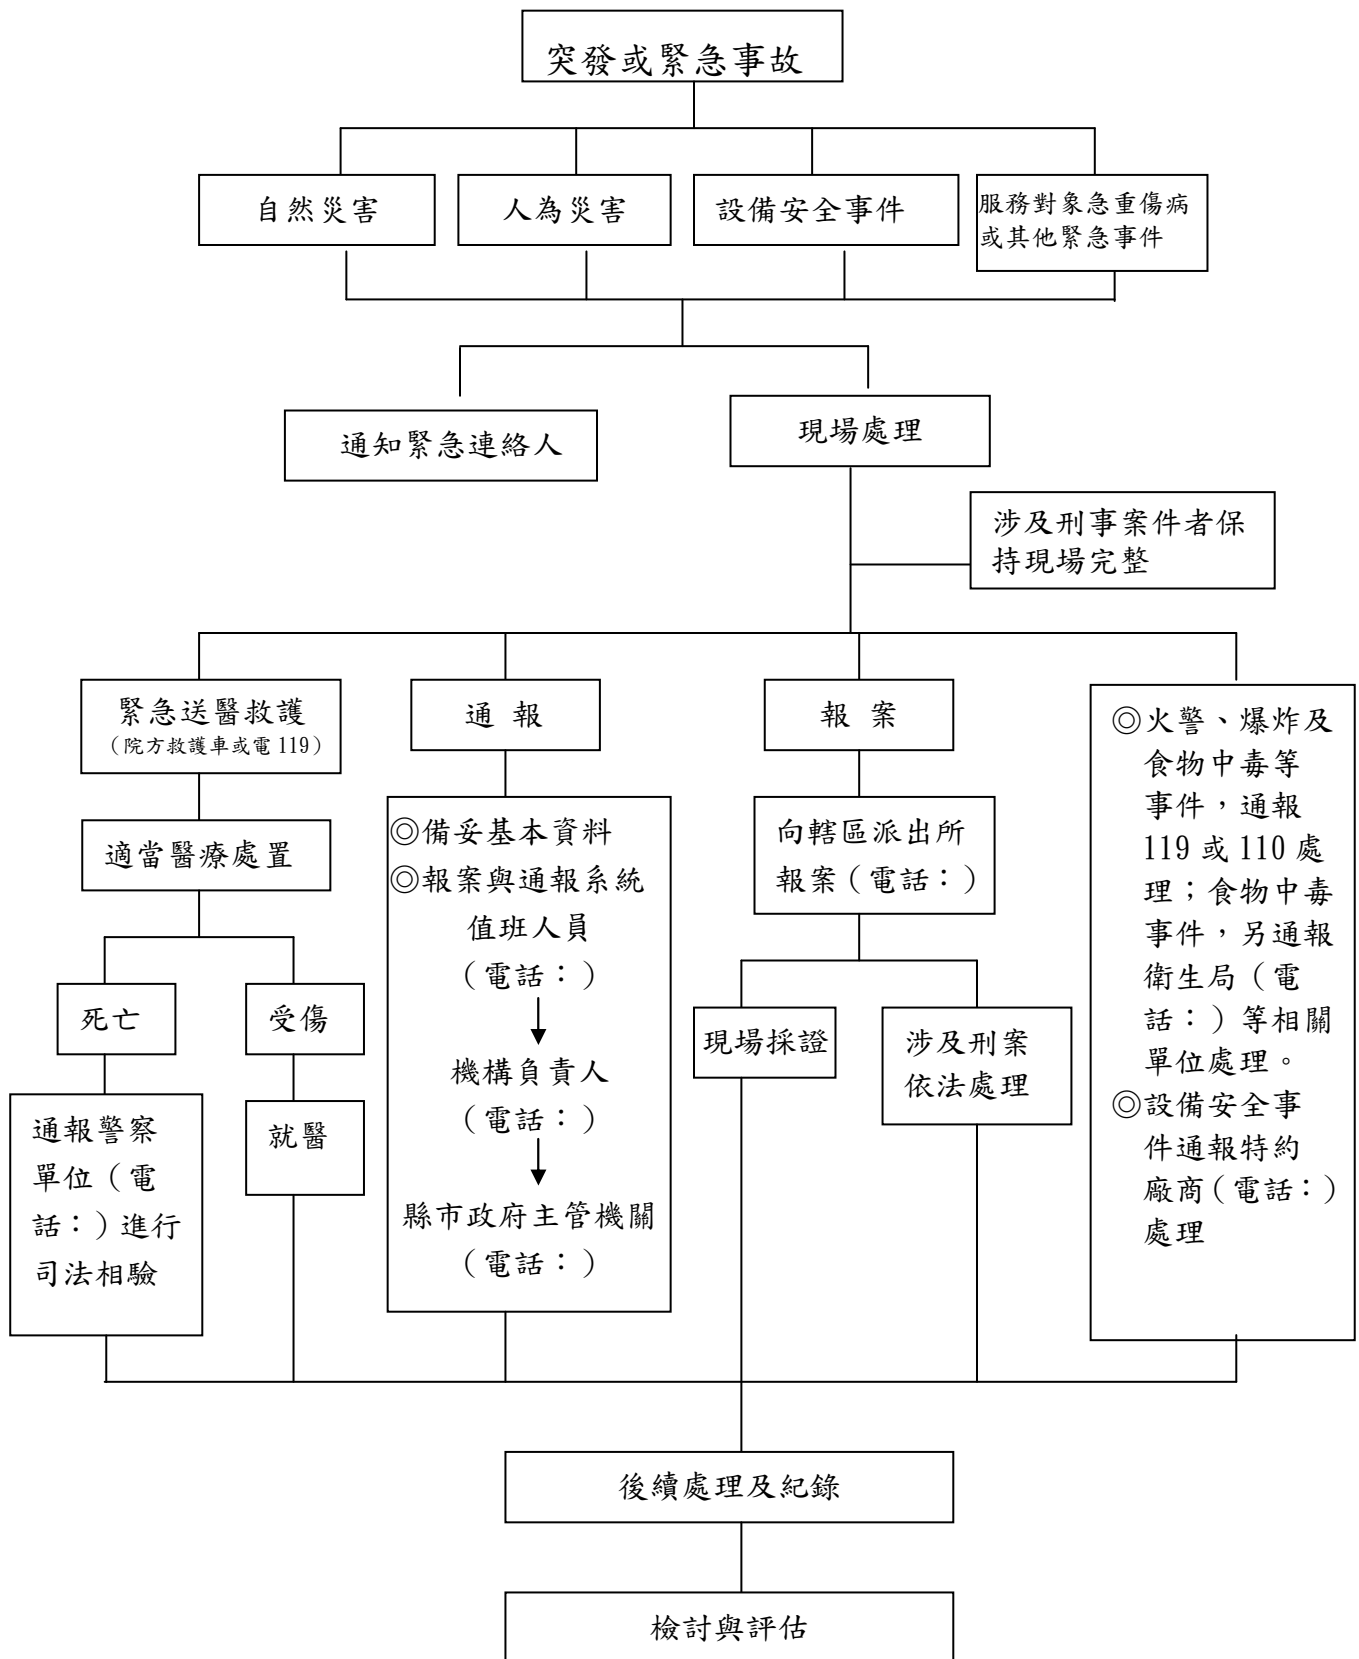 突發或緊急事故
自然災害
人為災害
設備安全事件
服務對象急重傷病
或其他緊急事件
通知緊急連絡人
現場處理
涉及刑事案件者保
持現場完整
緊急送醫救護
（院方救護車或電 119）
適當醫療處置
死亡
受傷
通報警察
單位（電
話：）進行
司法相驗
就醫
通 報
◎備妥基本資料
◎報案與通報系統
值班人員
（電話：）
機構負責人
（電話：）
縣市政府主管機關
（電話：）
報 案
向轄區派出所
報案（電話：）
現場採證
涉及刑案
依法處理
◎火警、爆炸及
食物中毒等
事件，通報
119 或 110 處
理；食物中毒
事件，另通報
衛生局（電
話：）等相關
單位處理。
◎設備安全事
件通報特約
廠商（電話：）
處理
後續處理及紀錄
檢討與評估